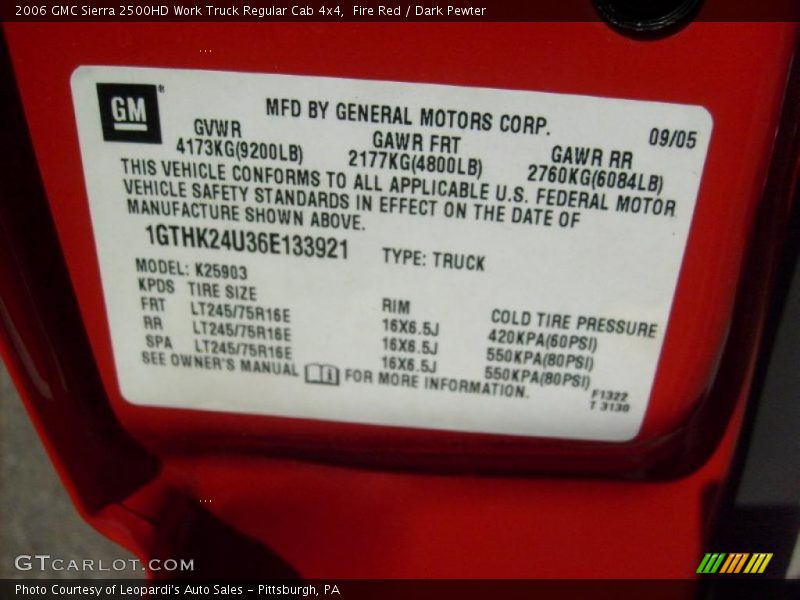 2006 GMC Sierra 2500HD Work Truck Regular Cab 4x4,  Fire Red / Dark Pewter
...
GM®
MFD BY GENERAL MOTORS CORP.
09/05
GVWR GAWR FRT GAWR RR
4173KG(9200LB) 2177KG(4800LB) 2760KG(6084LB)
THIS VEHICLE CONFORMS TO ALL APPLICABLE U.S. FEDERAL MOTOR
VEHICLE SAFETY STANDARDS IN EFFECT ON THE DATE OF
MANUFACTURE SHOWN ABOVE.
1GTHK24U36E133921 TYPE: TRUCK
MODEL: K25903
KPDS TIRE SIZE RIM COLD TIRE PRESSURE
FRT LT245/75R16E 16X6.5J 420KPA(60PSI)
RR LT245/75R16E 16X6.5J 550KPA(80PSI)
SPA LT245/75R16E 16X6.5J 550KPA(80PSI)
SEE OWNER'S MANUAL FOR MORE INFORMATION.
F1322
T 3130
...
GTCARLOT.COM
Photo Courtesy of Leopardi's Auto Sales - Pittsburgh, PA